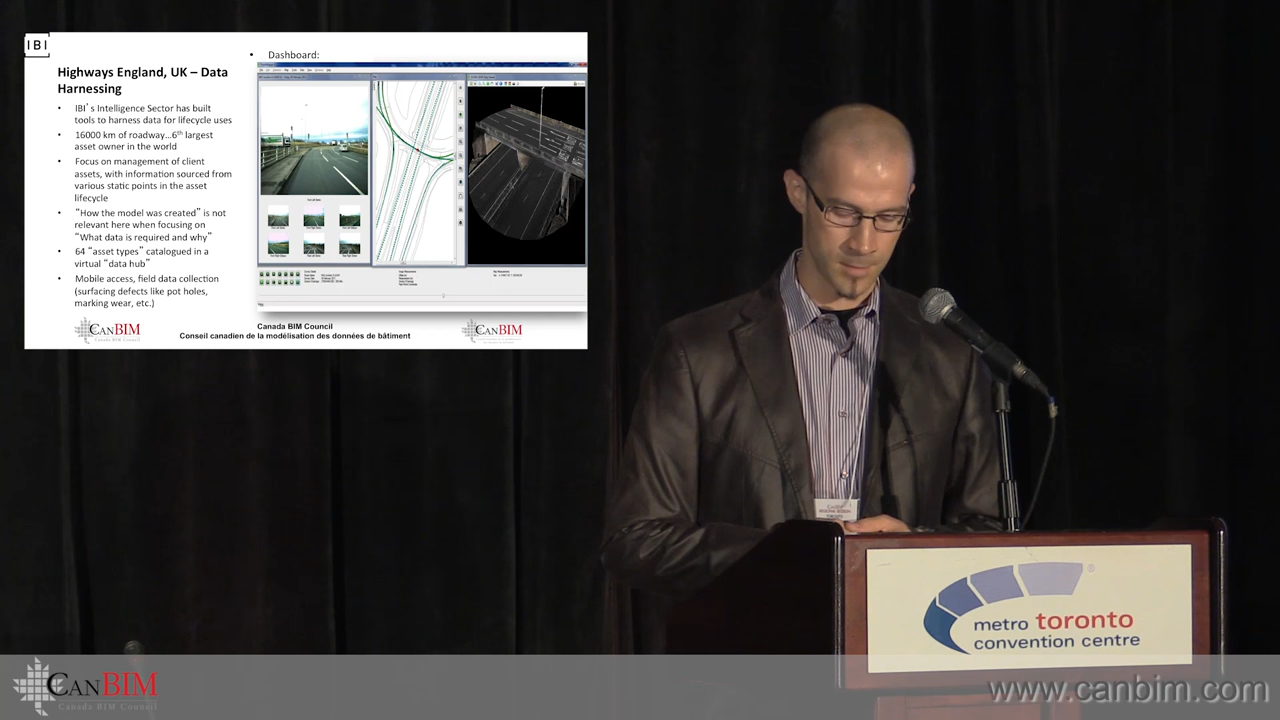 IBI
Highways England, UK – Data
Harnessing
• IBI's Intelligence Sector has built
tools to harness data for lifecycle uses
• 16000 km of roadway...6th largest
asset owner in the world
• Focus on management of client
assets, with information sourced from
various static points in the asset
lifecycle
• "How the model was created" is not
relevant here when focusing on
"What data is required and why"
• 64 "asset types" catalogued in a
virtual "data hub"
• Mobile access, field data collection
(surfacing defects like pot holes,
marking wear, etc.)
• Dashboard:
CANBIM
Canada BIM Council
Canada BIM Council
Conseil canadien de la modélisation des données de bâtiment
CANBIM
metro toronto
convention centre
®
CANBIM
Canada BIM Council
www.canbim.com